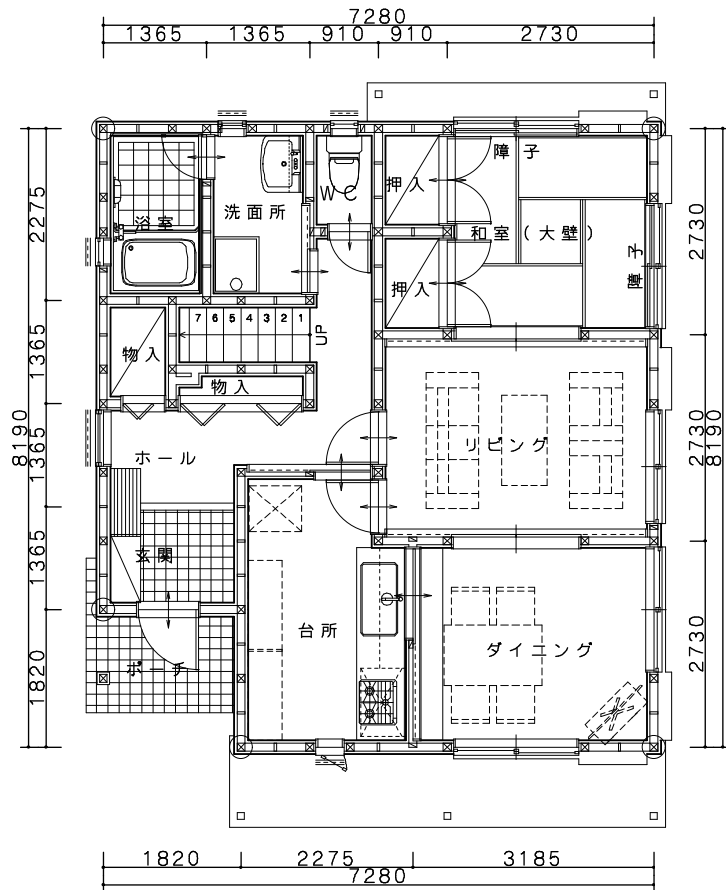 7280
1365 1365 910 910 2730
障子
押入
WC
洗面所
浴室
和室(大壁)
障子
押入
7 6 5 4 3 2 1
UP
物入
物入
ホール
リビング
玄関
台所
ダイニング
ポーチ
2275
1365
1365
1365
1820
8190
2730
2730
2730
8190
1820 2275 3185
7280